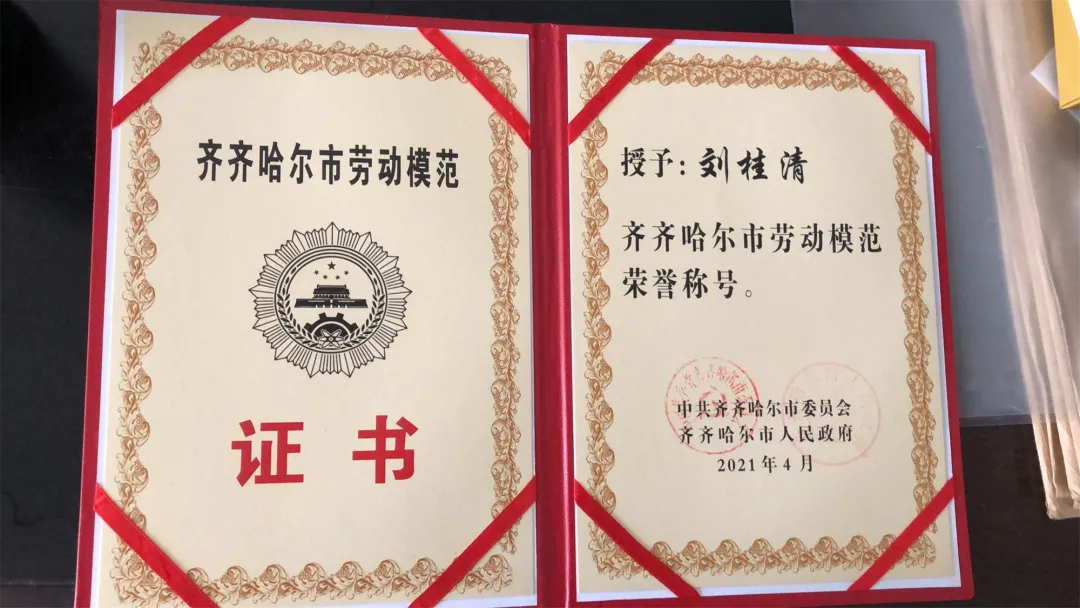 齐齐哈尔市劳动模范
证书
授予：刘桂清
齐齐哈尔市劳动模范
荣誉称号。
中共齐齐哈尔市委员会
齐齐哈尔市人民政府
2021年4月